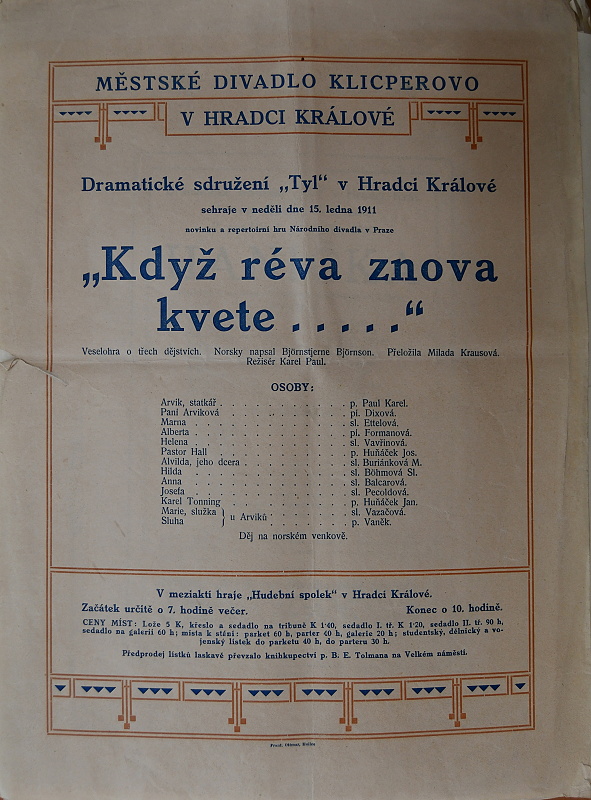 MĚSTSKÉ DIVADLO KLICPEROVO
V HRADCI KRÁLOVÉ
Dramatické sdružení „Tyl“ v Hradci Králové
sehraje v neděli dne 15. ledna 1911
novinku a repertoirní hru Národního divadla v Praze
„Když réva znova
kvete . . . . .“
Veselohra o třech dějstvích. Norsky napsal Björnstjerne Björnson. Přeložila Milada Krausová.
Režisér Karel Paul.
OSOBY:
Arvik, statkář . . . . . . . . . . p. Paul Karel.
Paní Arviková . . . . . . . . . . pí. Dixová.
Marna . . . . . . . . . . sl. Ettelová.
Alberta . . . . . . . . . . pí. Formanová.
Helena . . . . . . . . . . sl. Vavřinová.
Pastor Hall . . . . . . . . . . p. Huňáček Jos.
Alvilda, jeho dcera . . . . . . . . . . sl. Buriánková M.
Hilda . . . . . . . . . . sl. Böhmová Sl.
Anna . . . . . . . . . . sl. Balcarová.
Josefa . . . . . . . . . . sl. Pecoldová.
Karel Tonning . . . . . . . . . . p. Huňáček Jan.
Marie, služka } u Arviků . . . . . . sl. Vazačová.
Sluha } p. Vaněk.
Děj na norském venkově.
V meziaktí hraje „Hudební spolek“ v Hradci Králové.
Začátek určitě o 7. hodině večer. Konec o 10. hodině.
CENY MÍST: Lože 5 K, křeslo a sedadlo na tribuně K 1·40, sedadlo I. tř. K 1·20, sedadlo II. tř. 90 h,
sedadlo na galerii 60 h; místa k stání: parket 60 h, parter 40 h, galerie 20 h; studentský, dělnický a vo-
jenský lístek do parketu 40 h, do parteru 30 h.
Předprodej lístků laskavě převzalo knihkupectví p. B. E. Tolmana na Velkém náměstí.